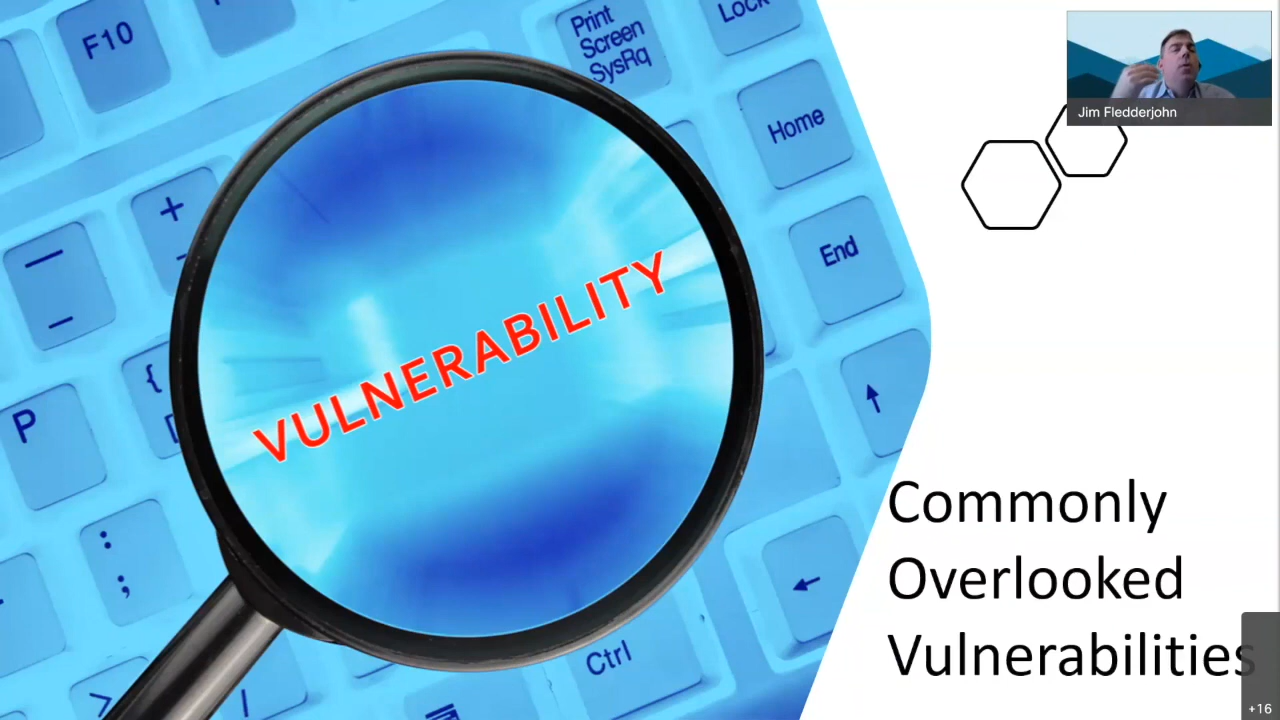 F10
Print
Screen
SysRq
Lock
Jim Fledderjohn
Home
+
End
{
P
VULNERABILITY
:
;
Ctrl
Commonly
Overlooked
Vulnerabilities
+16